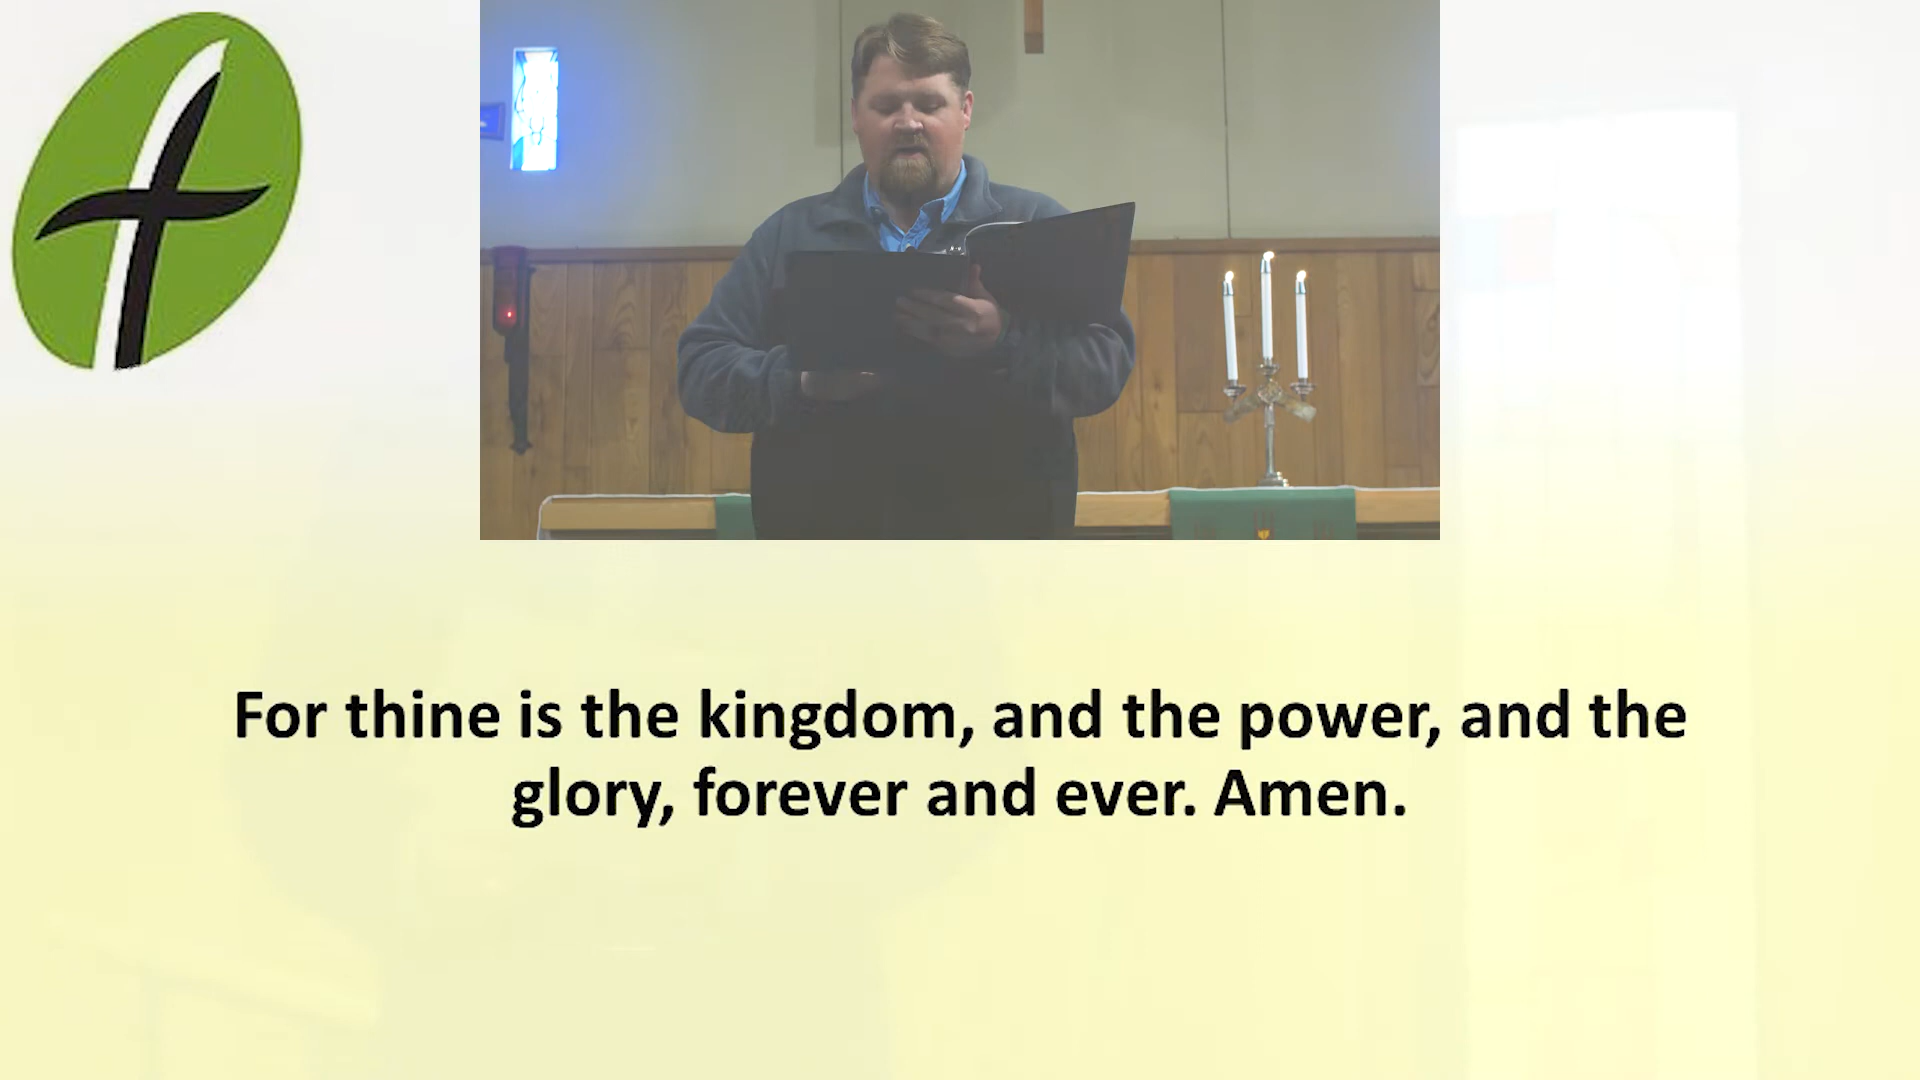 For thine is the kingdom, and the power, and the
glory, forever and ever. Amen.